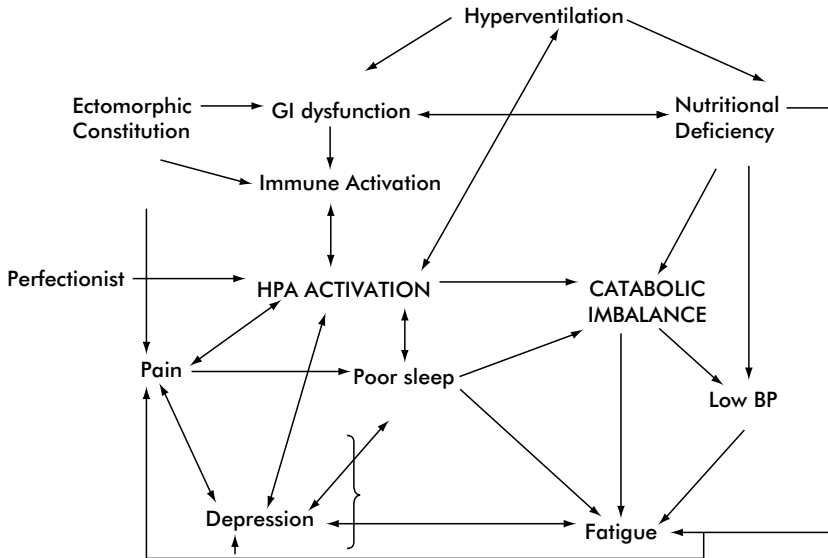 Hyperventilation
Ectomorphic
Constitution
GI dysfunction
Nutritional
Deficiency
Immune Activation
Perfectionist
HPA ACTIVATION
CATABOLIC
IMBALANCE
Pain
Poor sleep
Low BP
Depression
Fatigue